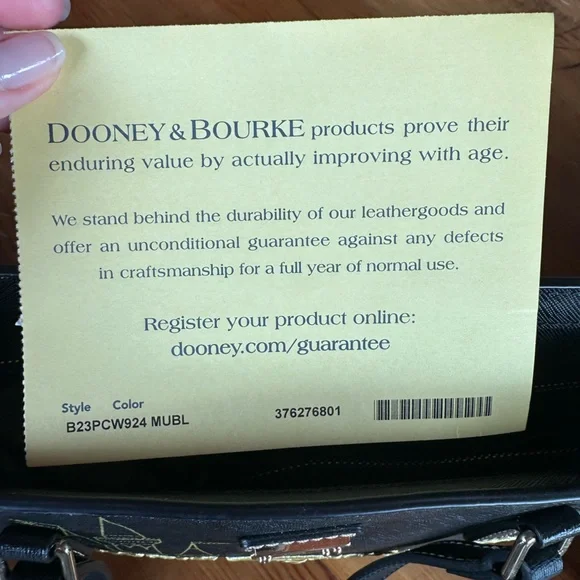 DOONEY & BOURKE products prove their
enduring value by actually improving with age.
We stand behind the durability of our leathergoods and
offer an unconditional guarantee against any defects
in craftsmanship for a full year of normal use.
Register your product online:
dooney.com/guarantee
Style Color
B23PCW924 MUBL 376276801